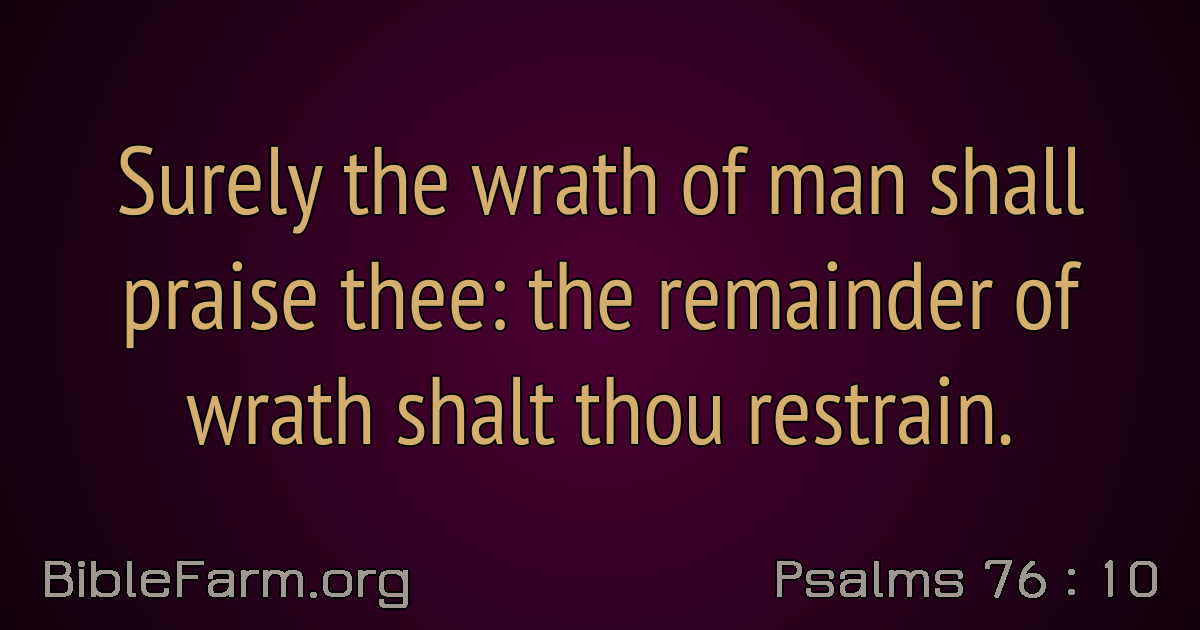 Surely the wrath of man shall
praise thee: the remainder of
wrath shalt thou restrain.
BibleFarm.org
Psalms 76 : 10